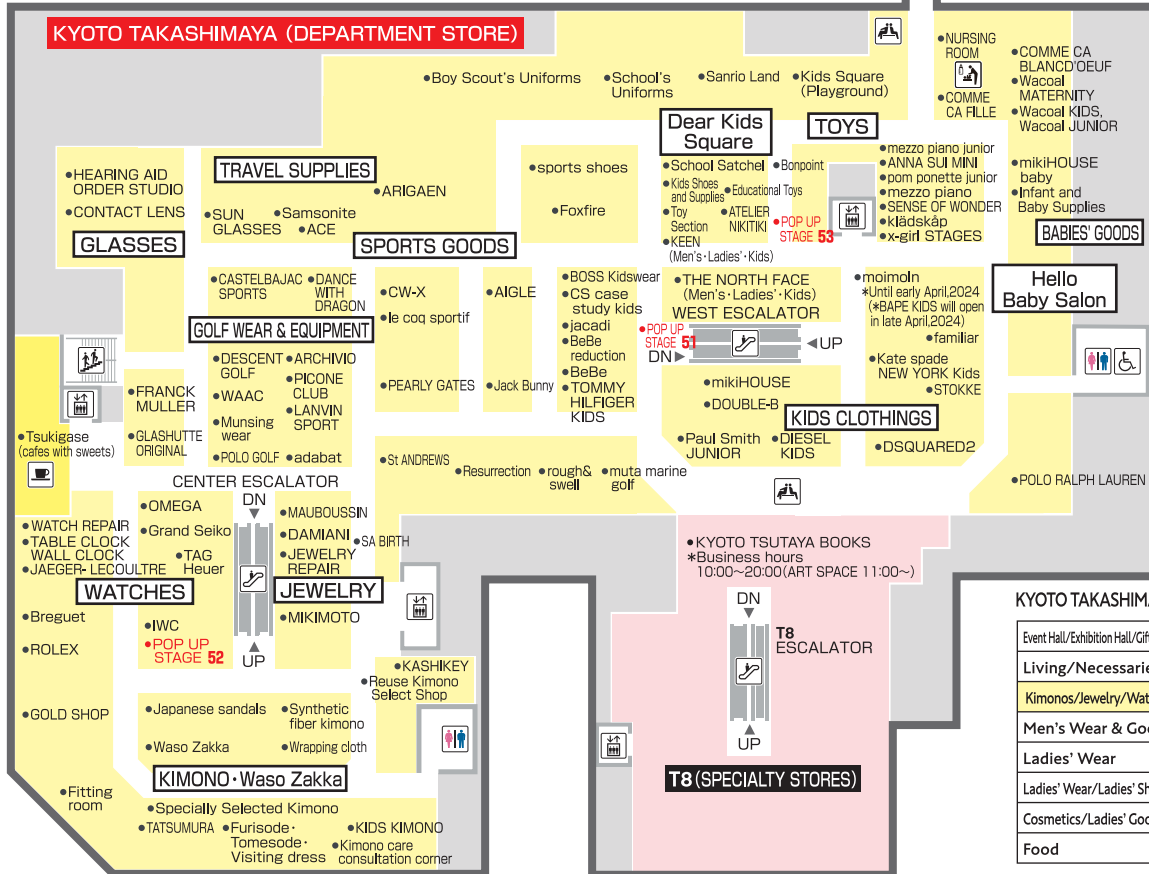 KYOTO TAKASHIMAYA (DEPARTMENT STORE)
•Boy Scout's Uniforms
•School's
Uniforms
•Sanrio Land
•Kids Square
(Playground)
•NURSING
ROOM
•COMME
CA FILLE
•COMME CA
BLANCD'OEUF
•Wacoal
MATERNITY
•Wacoal KIDS,
Wacoal JUNIOR
•mikiHOUSE
baby
•Infant and
Baby Supplies
BABIES' GOODS
Hello
Baby Salon
•HEARING AID
ORDER STUDIO
•CONTACT LENS
GLASSES
TRAVEL SUPPLIES
•SUN
GLASSES
•Samsonite
•ACE
•ARIGAEN
SPORTS GOODS
•sports shoes
•Foxfire
Dear Kids
Square
•School Satchel
•Kids Shoes
and Supplies
•Toy
Section
•KEEN
(Men's・Ladies'・Kids)
•Bonpoint
•Educational Toys
•ATELIER
NIKITIKI
•POP UP
STAGE 53
TOYS
•mezzo piano junior
•ANNA SUI MINI
•pom ponette junior
•mezzo piano
•SENSE OF WONDER
•klädskåp
•x-girl STAGES
•CASTELBAJAC
SPORTS
•DANCE
WITH
DRAGON
GOLF WEAR & EQUIPMENT
•DESCENT
GOLF
•WAAC
•Munsing
wear
•POLO GOLF
•ARCHIVIO
•PICONE
CLUB
•LANVIN
SPORT
•adabat
•CW-X
•le coq sportif
•PEARLY GATES
•AIGLE
•Jack Bunny
•BOSS Kidswear
•CS case
study kids
•jacadi
•BeBe
reduction
•BeBe
•TOMMY
HILFIGER
KIDS
•THE NORTH FACE
(Men's・Ladies'・Kids)
WEST ESCALATOR
•POP UP
STAGE 51
DN
UP
•mikiHOUSE
•DOUBLE-B
•Paul Smith
JUNIOR
•DIESEL
KIDS
KIDS CLOTHINGS
•moimoln
*Until early April,2024
(*BAPE KIDS will open
in late April,2024)
•familiar
•Kate spade
NEW YORK Kids
•STOKKE
•DSQUARED2
•POLO RALPH LAUREN
•FRANCK
MULLER
•GLASHUTTE
ORIGINAL
•Tsukigase
(cafes with sweets)
•St ANDREWS
•Resurrection
•rough&
swell
•muta marine
golf
CENTER ESCALATOR
DN
UP
•WATCH REPAIR
•TABLE CLOCK
WALL CLOCK
•JAEGER-LECOULTRE
•OMEGA
•Grand Seiko
•TAG
Heuer
WATCHES
•Breguet
•ROLEX
•IWC
•POP UP
STAGE 52
•MAUBOUSSIN
•DAMIANI
•JEWELRY
REPAIR
•SA BIRTH
JEWELRY
•MIKIMOTO
•KASHIKEY
•Reuse Kimono
Select Shop
•GOLD SHOP
•Japanese sandals
•Waso Zakka
•Synthetic
fiber kimono
•Wrapping cloth
KIMONO・Waso Zakka
•Fitting
room
•Specially Selected Kimono
•TATSUMURA
•Furisode・
Tomesode・
Visiting dress
•KIDS KIMONO
•Kimono care
consultation corner
•KYOTO TSUTAYA BOOKS
*Business hours
10:00~20:00(ART SPACE 11:00~)
DN
T8
ESCALATOR
UP
T8(SPECIALTY STORES)
KYOTO TAKASHIM
Event Hall/Exhibition Hall/Gif
Living/Necessarie
Kimonos/Jewelry/Wat
Men's Wear & Goo
Ladies' Wear
Ladies' Wear/Ladies' Sh
Cosmetics/Ladies' Goo
Food